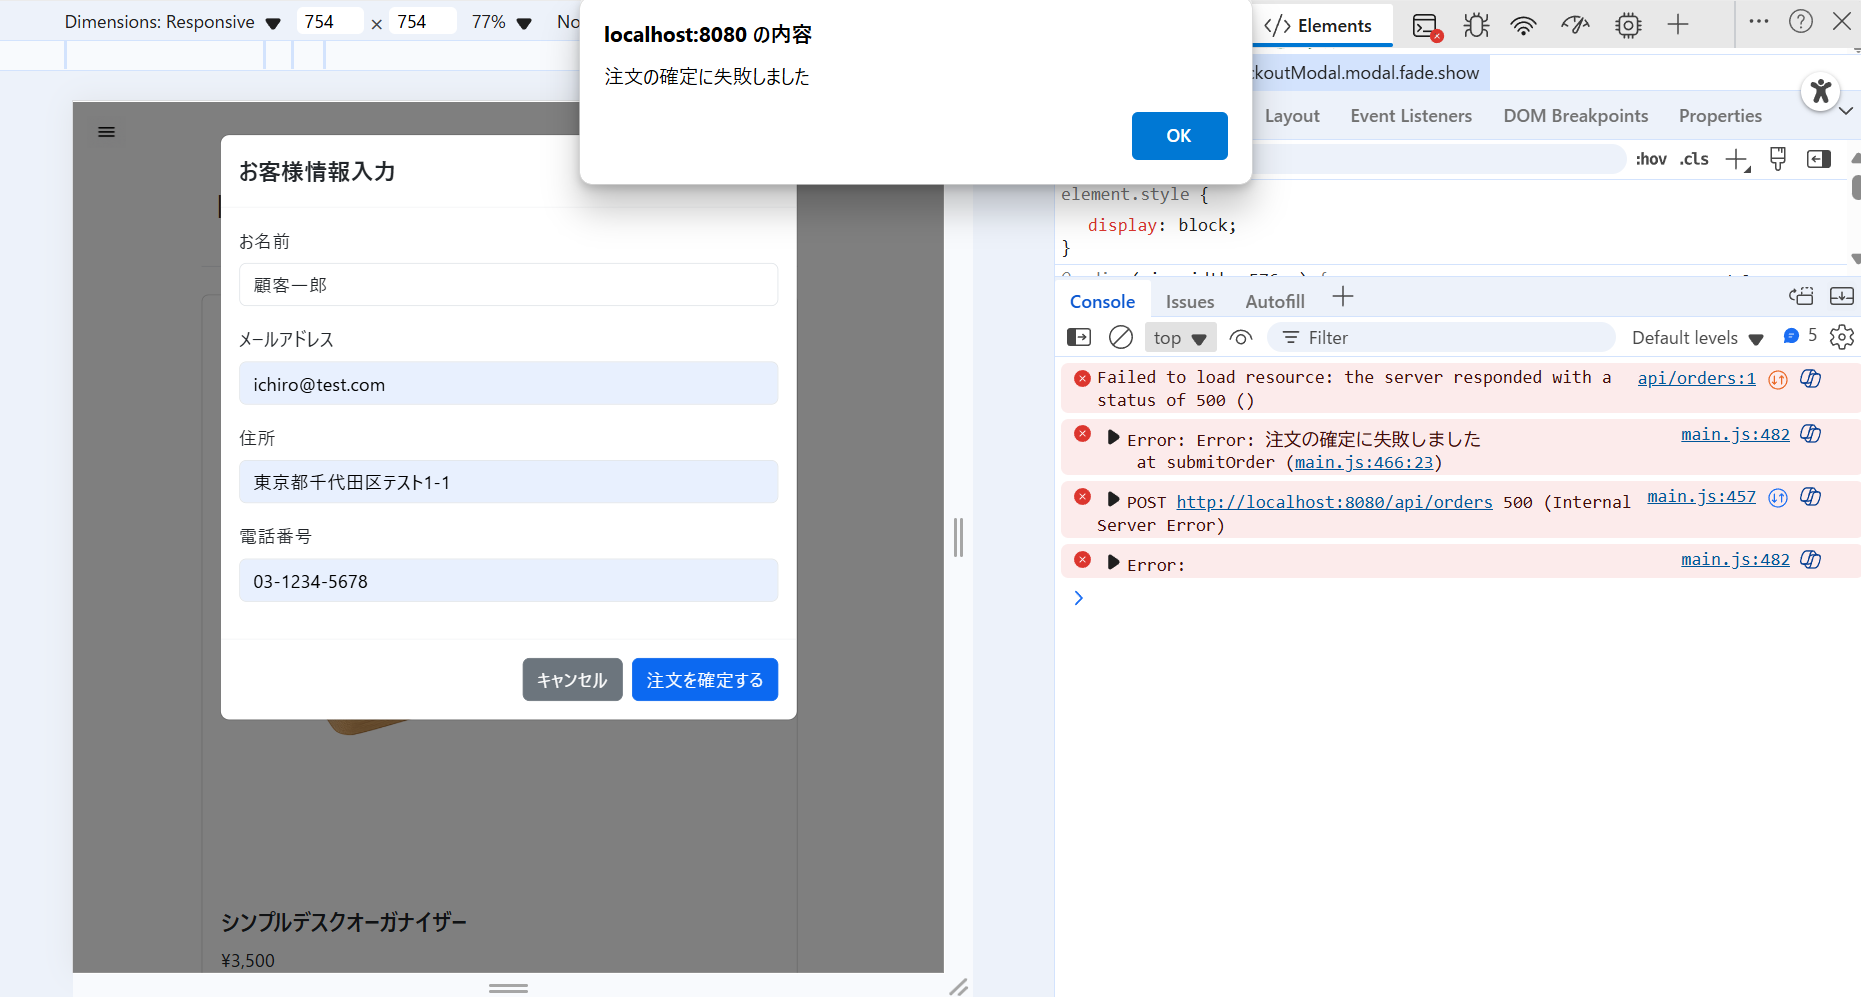 Dimensions: Responsive
754
×
754
77%
No
localhost:8080 の内容
注文の確定に失敗しました
OK
お客様情報入力
お名前
顧客一郎
メールアドレス
ichiro@test.com
住所
東京都千代田区テスト1-1
電話番号
03-1234-5678
キャンセル
注文を確定する
シンプルデスクオーガナイザー
¥3,500
Elements
koutModal.modal.fade.show
Layout
Event Listeners
DOM Breakpoints
Properties
:hov
.cls
element.style {
display: block;
}
Console
Issues
Autofill
top
Filter
Default levels
5
Failed to load resource: the server responded with a
status of 500 ()
api/orders:1
Error: Error: 注文の確定に失敗しました
at submitOrder (main.js:466:23)
main.js:482
POST http://localhost:8080/api/orders 500 (Internal
Server Error)
main.js:457
Error:
main.js:482